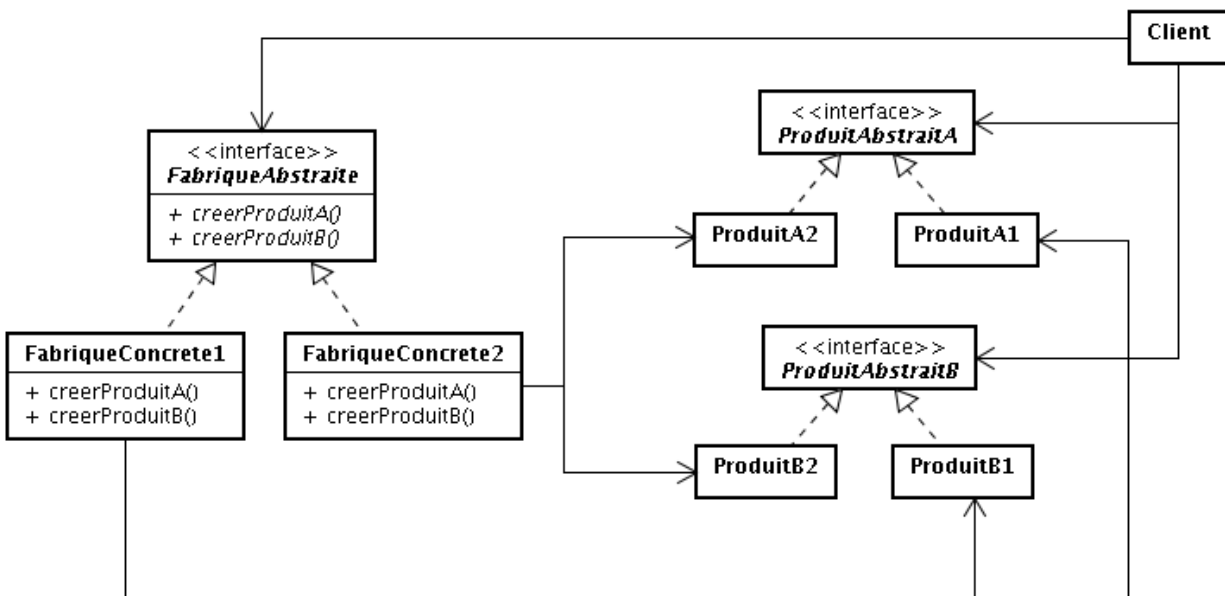 Client
<<interface>>
ProduitAbstraitA
<<interface>>
FabriqueAbstraite
+ creerProduitA()
+ creerProduitB()
ProduitA2
ProduitA1
FabriqueConcrete1
+ creerProduitA()
+ creerProduitB()
FabriqueConcrete2
+ creerProduitA()
+ creerProduitB()
<<interface>>
ProduitAbstraitB
ProduitB2
ProduitB1